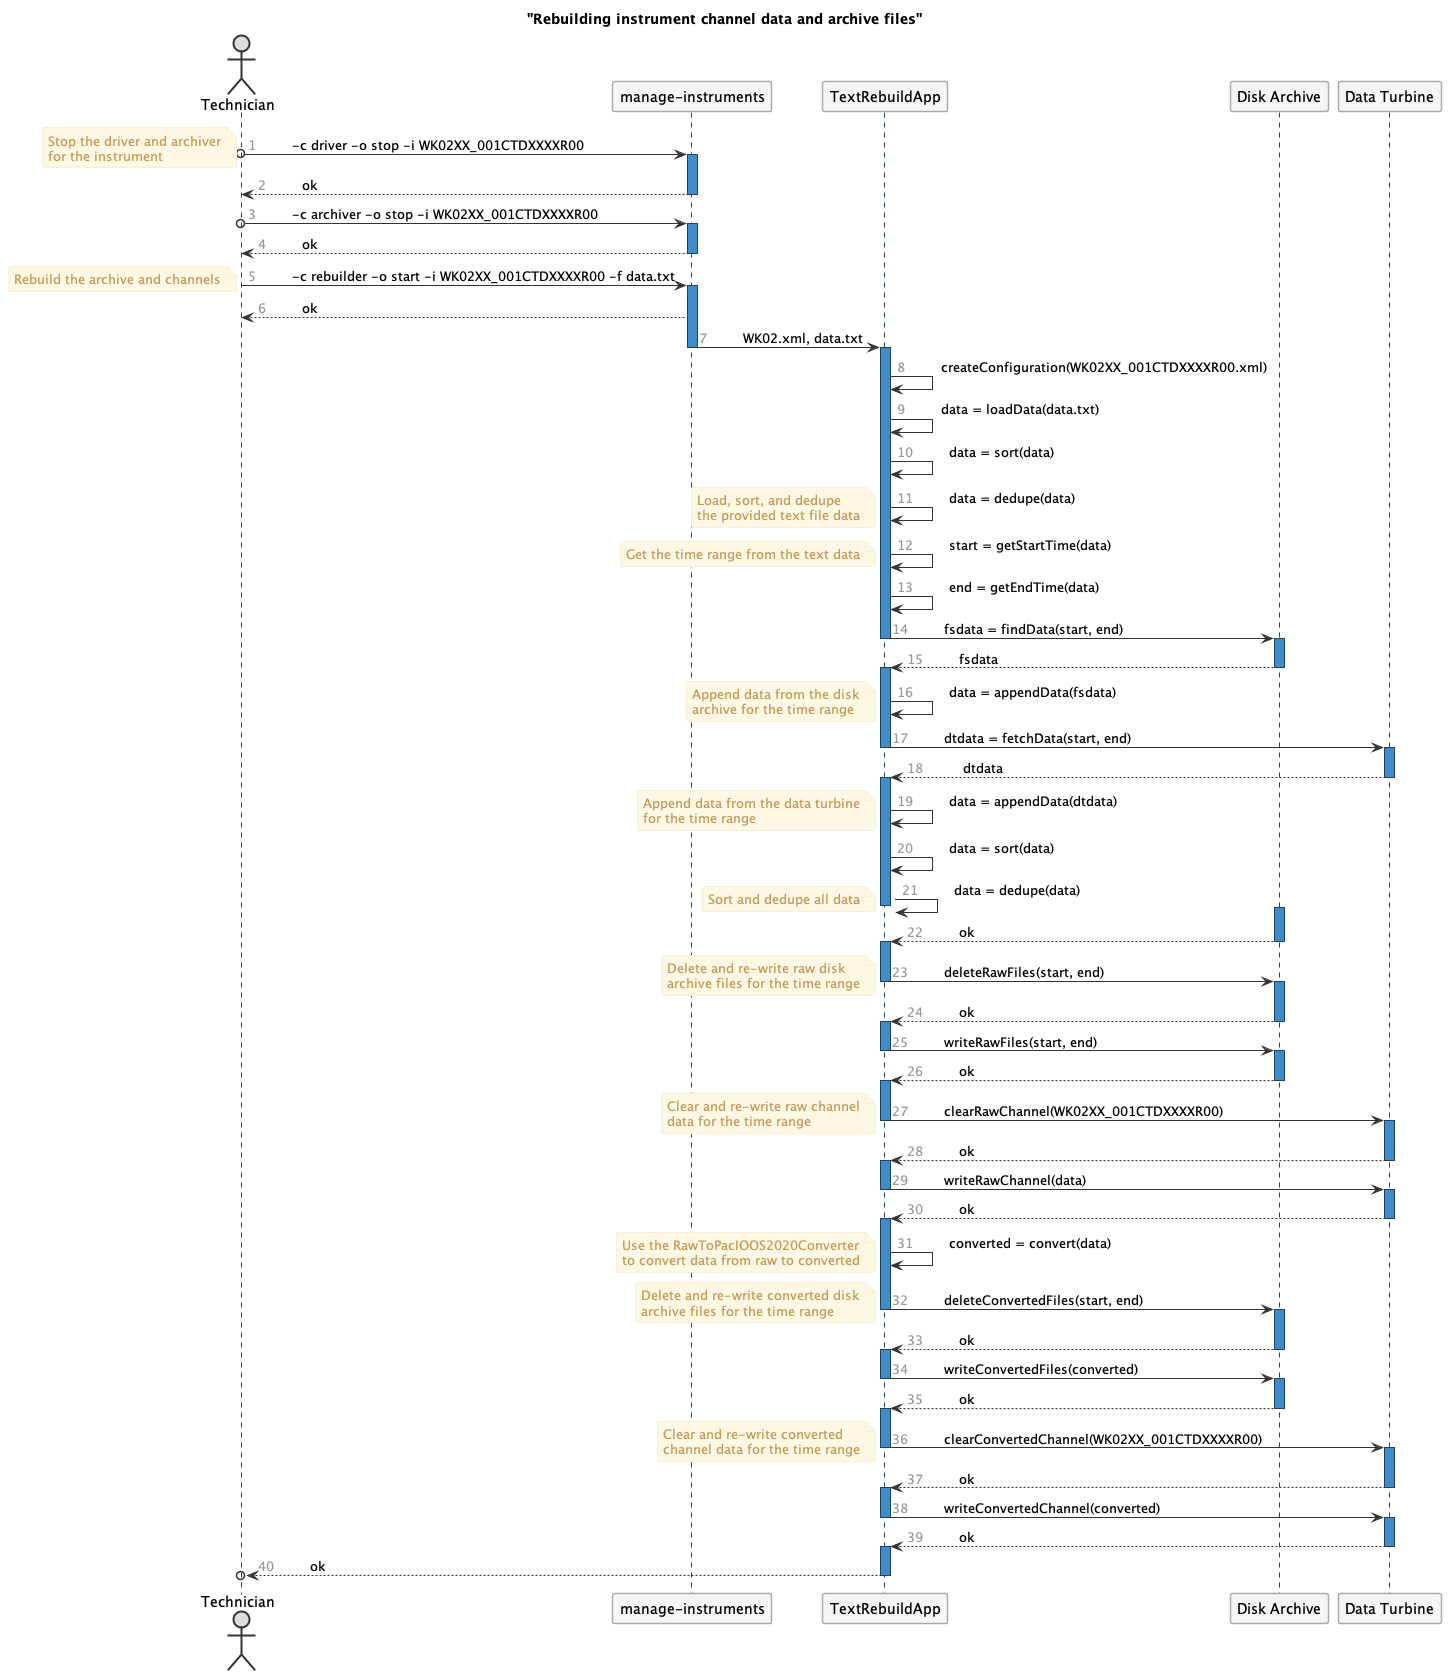 "Rebuilding instrument channel data and archive files"
Technician
manage-instruments
TextRebuildApp
Disk Archive
Data Turbine
Stop the driver and archiver
for the instrument
1 -c driver -o stop -i WK02XX_001CTDXXXXR00
2 ok
3 -c archiver -o stop -i WK02XX_001CTDXXXXR00
4 ok
Rebuild the archive and channels
5 -c rebuilder -o start -i WK02XX_001CTDXXXXR00 -f data.txt
6 ok
7 WK02.xml, data.txt
8 createConfiguration(WK02XX_001CTDXXXXR00.xml)
9 data = loadData(data.txt)
10 data = sort(data)
Load, sort, and dedupe
the provided text file data
11 data = dedupe(data)
Get the time range from the text data
12 start = getStartTime(data)
13 end = getEndTime(data)
14 fsdata = findData(start, end)
15 fsdata
Append data from the disk
archive for the time range
16 data = appendData(fsdata)
17 dtdata = fetchData(start, end)
18 dtdata
Append data from the data turbine
for the time range
19 data = appendData(dtdata)
20 data = sort(data)
Sort and dedupe all data
21 data = dedupe(data)
22 ok
Delete and re-write raw disk
archive files for the time range
23 deleteRawFiles(start, end)
24 ok
25 writeRawFiles(start, end)
26 ok
Clear and re-write raw channel
data for the time range
27 clearRawChannel(WK02XX_001CTDXXXXR00)
28 ok
29 writeRawChannel(data)
30 ok
Use the RawToPacIOOS2020Converter
to convert data from raw to converted
31 converted = convert(data)
Delete and re-write converted disk
archive files for the time range
32 deleteConvertedFiles(start, end)
33 ok
34 writeConvertedFiles(converted)
35 ok
Clear and re-write converted
channel data for the time range
36 clearConvertedChannel(WK02XX_001CTDXXXXR00)
37 ok
38 writeConvertedChannel(converted)
39 ok
40 ok
Technician
manage-instruments
TextRebuildApp
Disk Archive
Data Turbine